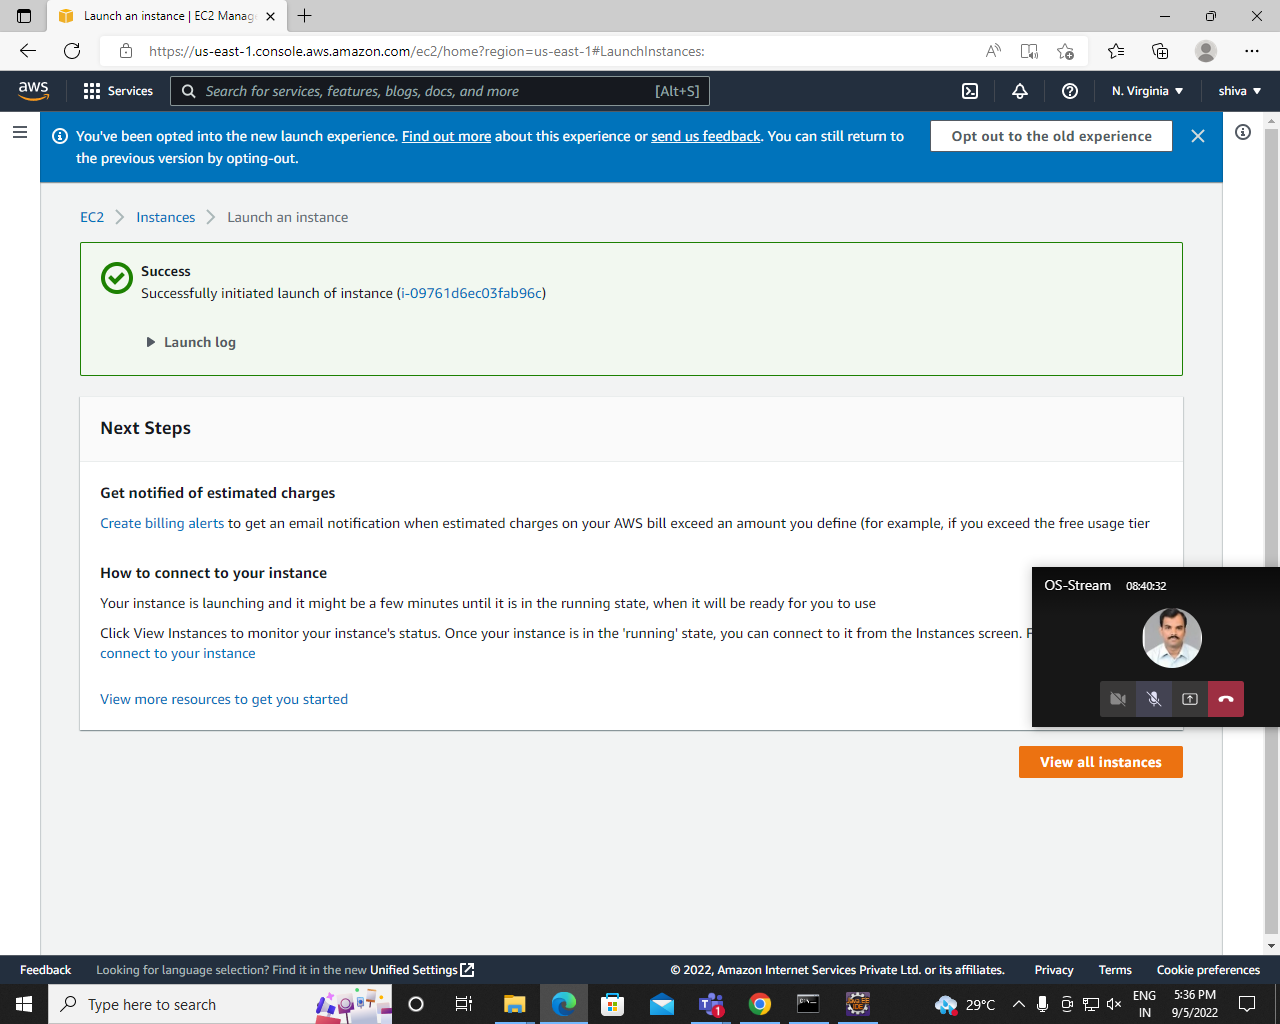 Launch an instance | EC2 Manag
https://us-east-1.console.aws.amazon.com/ec2/home?region=us-east-1#LaunchInstances:
aws
Services
Search for services, features, blogs, docs, and more
[Alt+S]
N. Virginia
shiva
You've been opted into the new launch experience. Find out more about this experience or send us feedback. You can still return to
the previous version by opting-out.
Opt out to the old experience
EC2
Instances
Launch an instance
Success
Successfully initiated launch of instance (i-09761d6ec03fab96c)
Launch log
Next Steps
Get notified of estimated charges
Create billing alerts to get an email notification when estimated charges on your AWS bill exceed an amount you define (for example, if you exceed the free usage tier
How to connect to your instance
Your instance is launching and it might be a few minutes until it is in the running state, when it will be ready for you to use
Click View Instances to monitor your instance's status. Once your instance is in the 'running' state, you can connect to it from the Instances screen.
connect to your instance
View more resources to get you started
OS-Stream 08:40:32
View all instances
Feedback
Looking for language selection? Find it in the new Unified Settings
© 2022, Amazon Internet Services Private Ltd. or its affiliates.
Privacy
Terms
Cookie preferences
Type here to search
1
29°C
ENG
IN
5:36 PM
9/5/2022